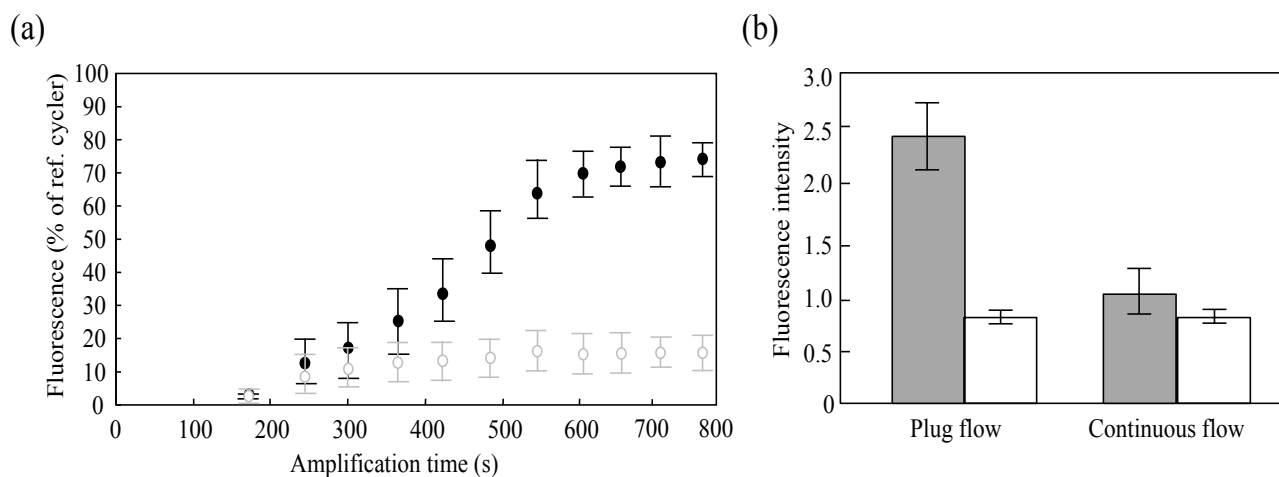 (a)
Fluorescence (% of ref. cycler)
100
90
80
70
60
50
40
30
20
10
0
0 100 200 300 400 500 600 700 800
Amplification time (s)
(b)
Fluorescence intensity
3.0
2.5
2.0
1.5
1.0
0.5
0
Plug flow Continuous flow